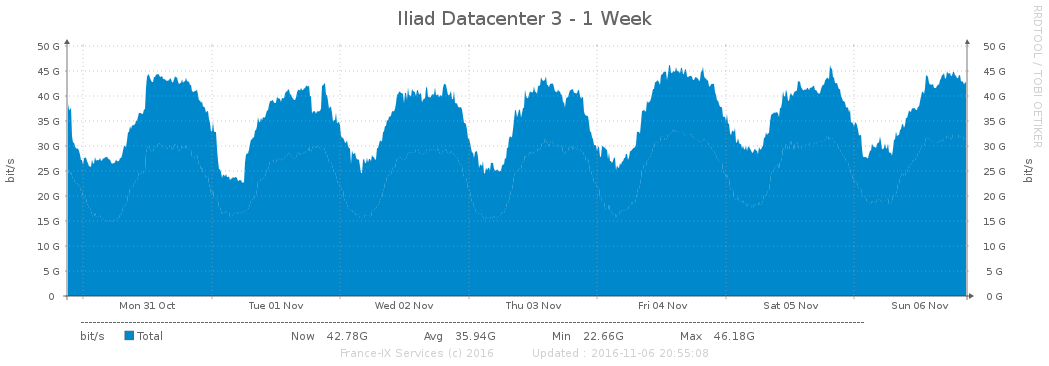 Iliad Datacenter 3 - 1 Week
RRDTOOL / TOBI OETIKER
50 G 50 G
45 G 45 G
40 G 40 G
35 G 35 G
30 G 30 G
25 G 25 G
20 G 20 G
15 G 15 G
10 G 10 G
5 G 5 G
0 0 G
bit/s bit/s
Mon 31 Oct Tue 01 Nov Wed 02 Nov Thu 03 Nov Fri 04 Nov Sat 05 Nov Sun 06 Nov
bit/s Total Now 42.78G Avg 35.94G Min 22.66G Max 46.18G
France-IX Services (c) 2016 Updated : 2016-11-06 20:55:08